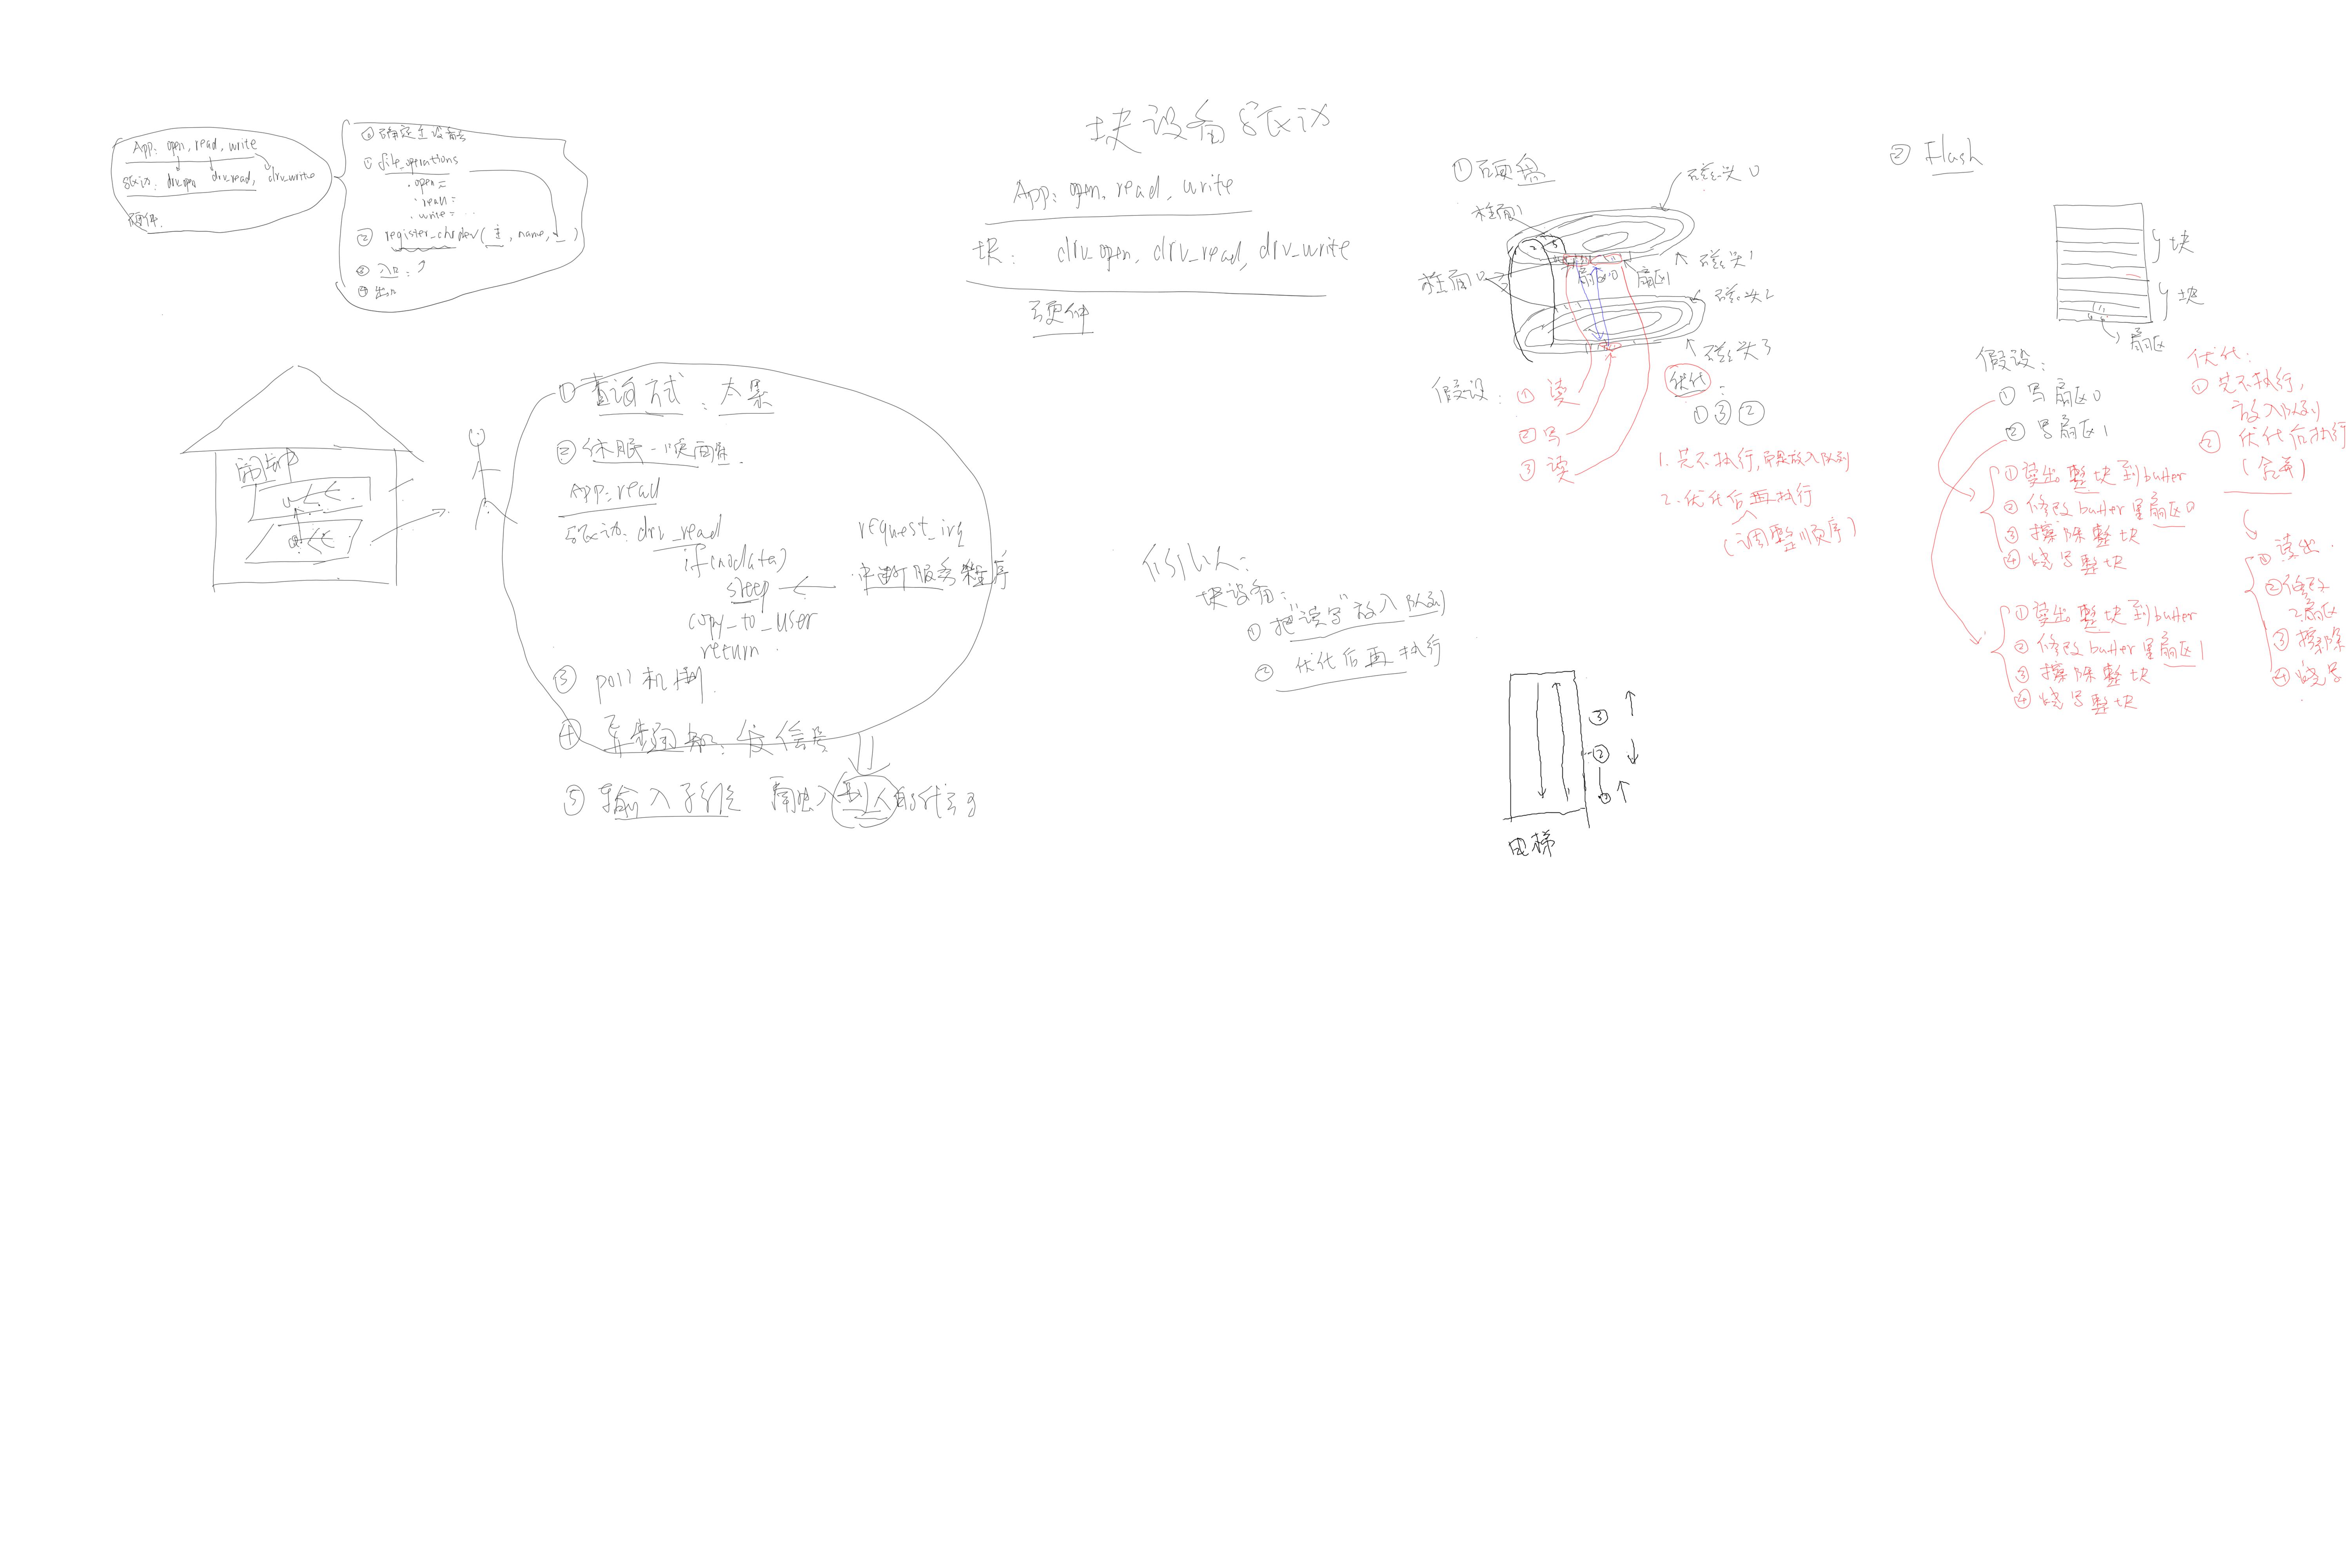 块设备驱动
App: open, read, write
驱动: drv_open drv_read, drv_write
硬件
① 确定主设备号
① file_operations
.open=
.read=
.write= ...
② register_chrdev(主, name, _)
③ 入口:
④ 出口
App: open, read, write
块: drv_open, drv_read, drv_write
硬件
闹钟
① 查询方式: 太累
② 休眠-唤醒
App: read
驱动: drv_read
if(nodata)
sleep
copy_to_user
return
request_irq
中断服务程序
③ poll机制
④ 异步通知: 发信号
⑤ 输入子系统 融入别人的代码
所以:
块设备:
① 把"读写"放入队列
② 优化后再执行
① 硬盘
磁头0
柱面1
磁头1
扇区0
扇区1
柱面0
磁头2
磁头3
假设:
① 读
② 写
③ 读
优化:
① ③ ②
1. 先不执行, 而是放入队列
2. 优化后再执行
(调整顺序)
③
②
电梯
② Flash
块
块
扇区
假设:
① 写扇区0
② 写扇区1
① 读出整块到buffer
② 修改buffer里扇区0
③ 擦除整块
④ 烧写整块
① 读出整块到buffer
② 修改buffer里扇区1
③ 擦除整块
④ 烧写整块
优化:
① 先不执行,
放入队列
② 优化后执行
(合并)
① 读出
② 修改
2扇区
③ 擦除
④ 烧写